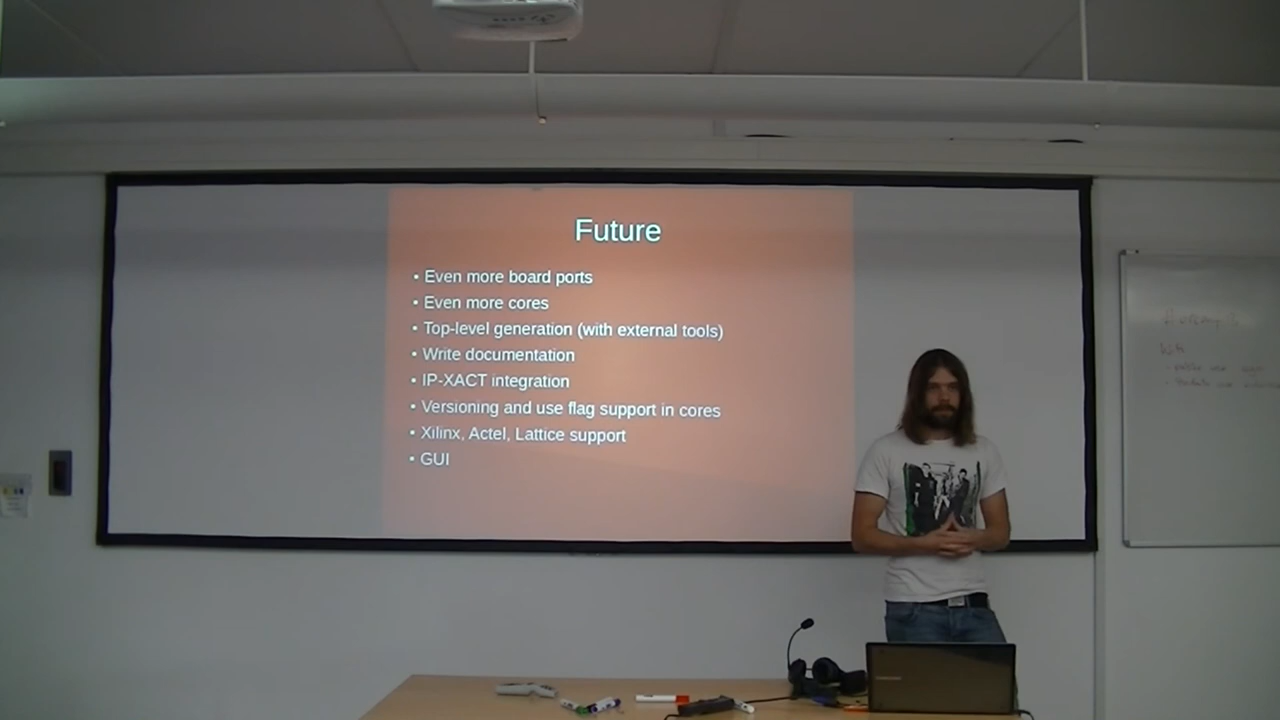 Future
• Even more board ports
• Even more cores
• Top-level generation (with external tools)
• Write documentation
• IP-XACT integration
• Versioning and use flag support in cores
• Xilinx, Actel, Lattice support
• GUI
SAMSUNG